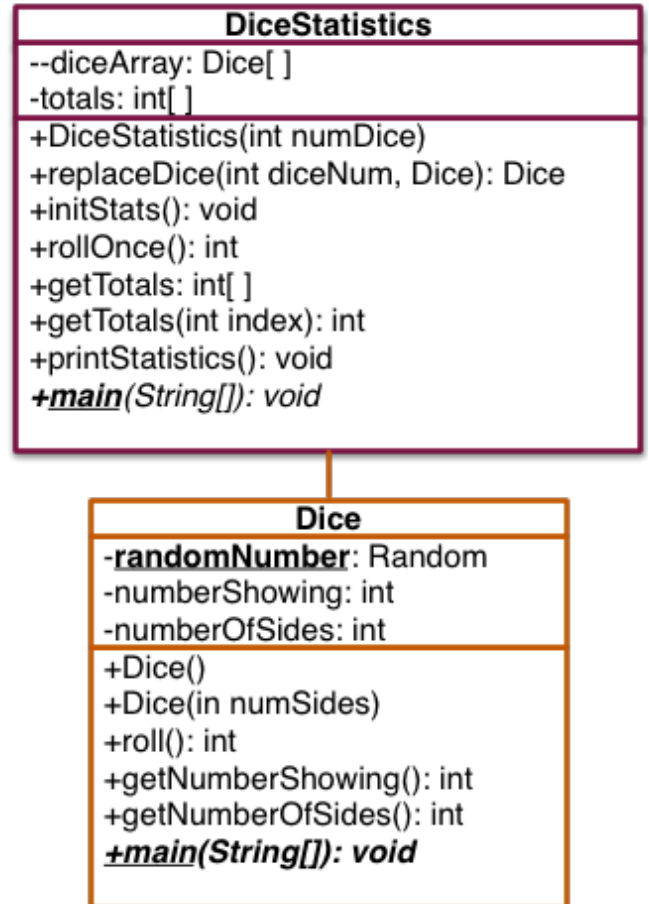 DiceStatistics
--diceArray: Dice[ ]
-totals: int[ ]
+DiceStatistics(int numDice)
+replaceDice(int diceNum, Dice): Dice
+initStats(): void
+rollOnce(): int
+getTotals: int[ ]
+getTotals(int index): int
+printStatistics(): void
+main(String[]): void
Dice
-randomNumber: Random
-numberShowing: int
-numberOfSides: int
+Dice()
+Dice(in numSides)
+roll(): int
+getNumberShowing(): int
+getNumberOfSides(): int
+main(String[]): void